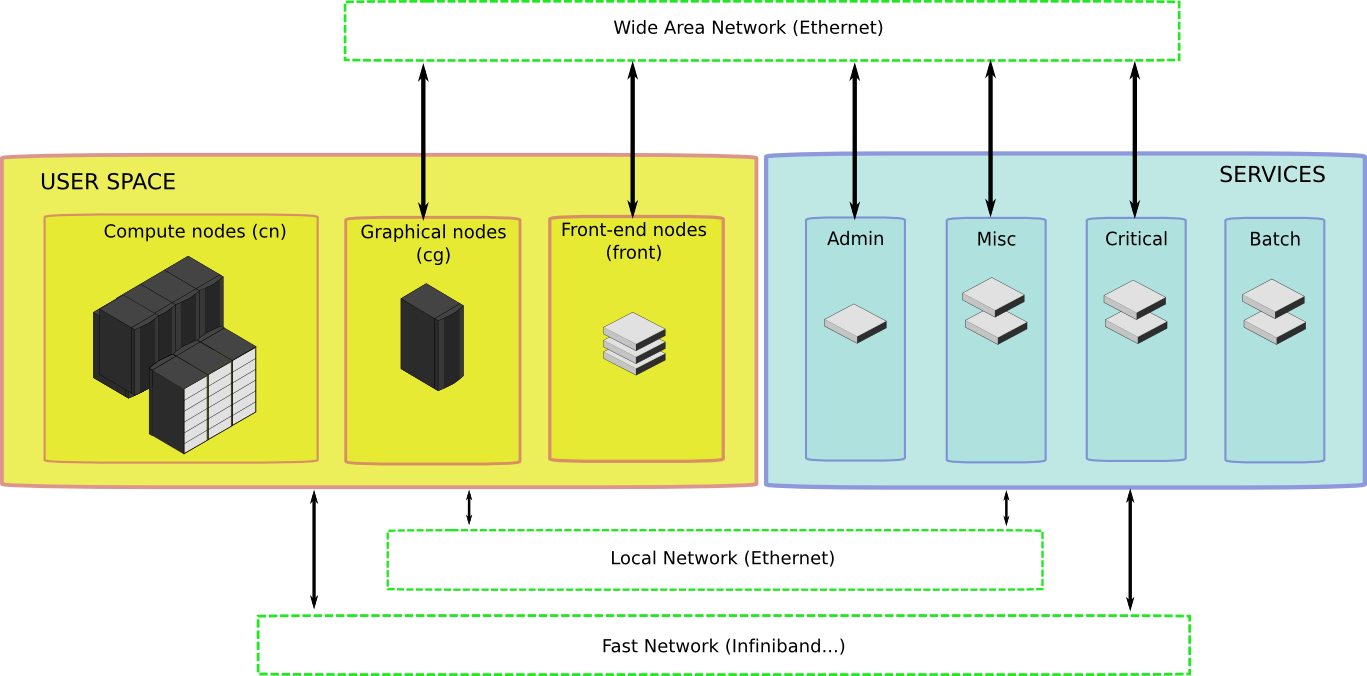 Wide Area Network (Ethernet)
USER SPACE
SERVICES
Compute nodes (cn)
Graphical nodes
(cg)
Front-end nodes
(front)
Admin
Misc
Critical
Batch
Local Network (Ethernet)
Fast Network (Infiniband...)